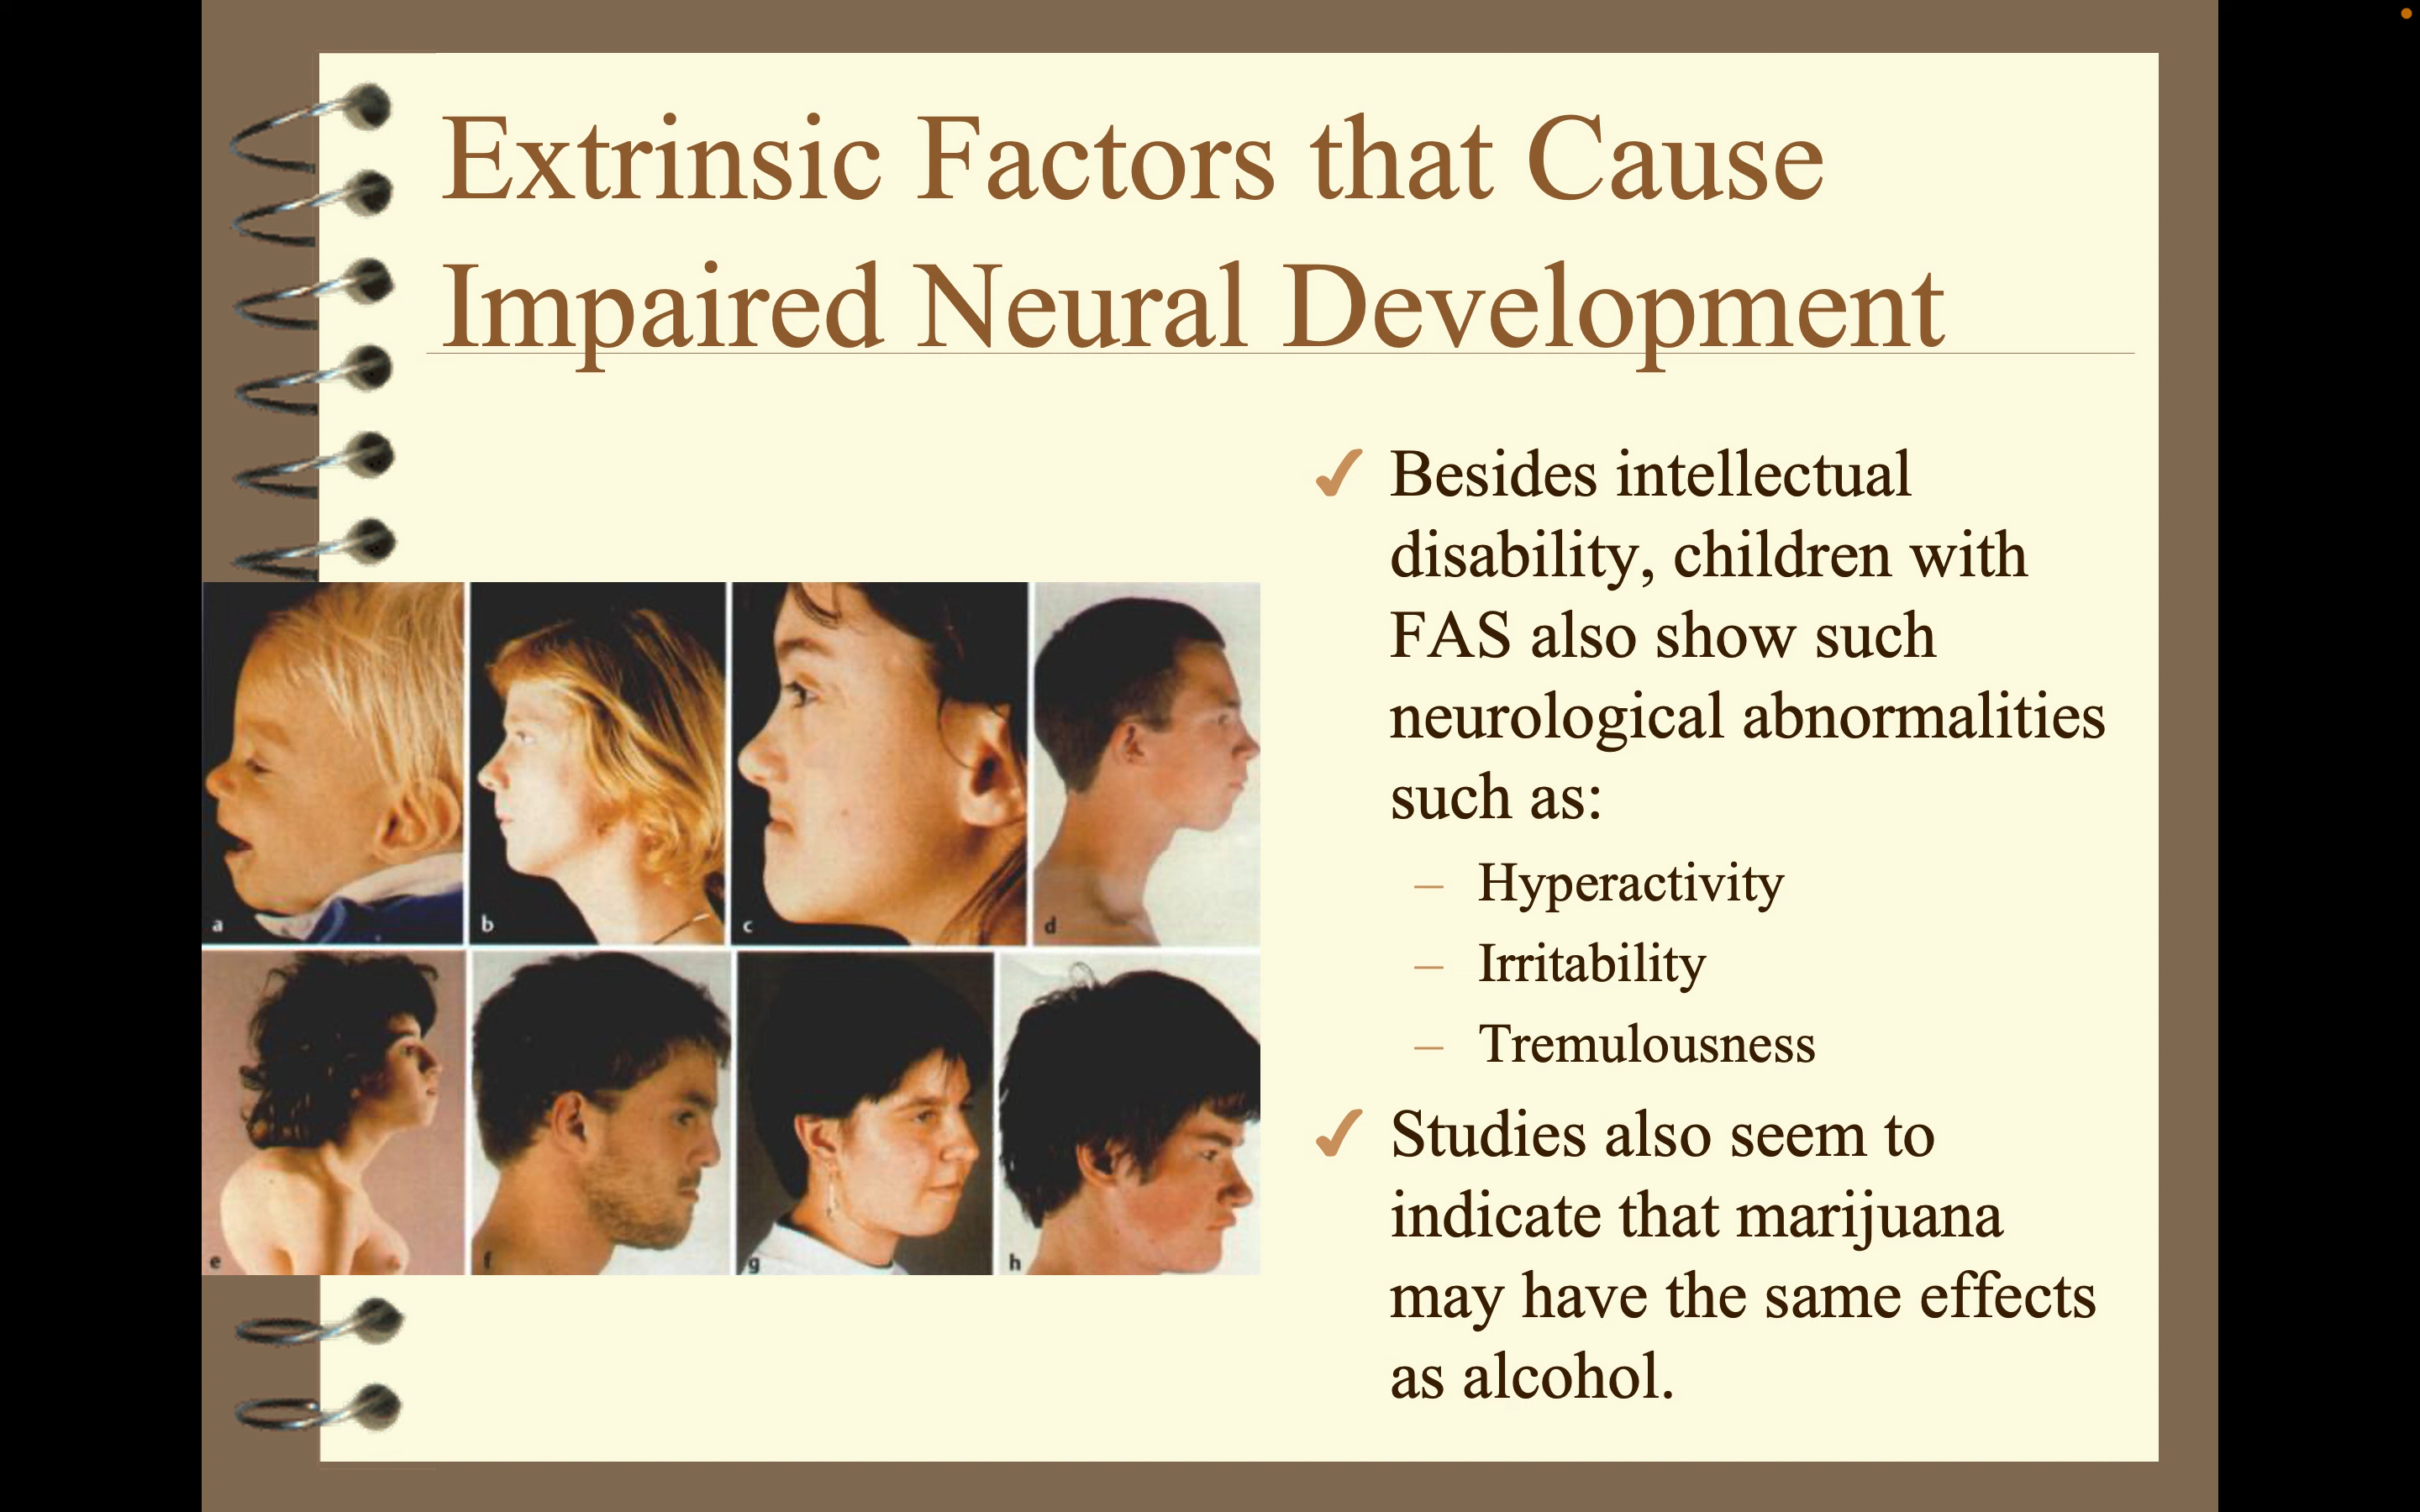 Extrinsic Factors that Cause
Impaired Neural Development
✓ Besides intellectual
disability, children with
FAS also show such
neurological abnormalities
such as:
– Hyperactivity
– Irritability
– Tremulousness
✓ Studies also seem to
indicate that marijuana
may have the same effects
as alcohol.
a
b
c
d
e
f
g
h